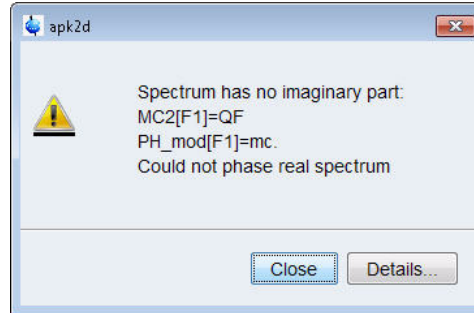 apk2d
Spectrum has no imaginary part:
MC2[F1]=QF
PH_mod[F1]=mc.
Could not phase real spectrum
Close
Details...